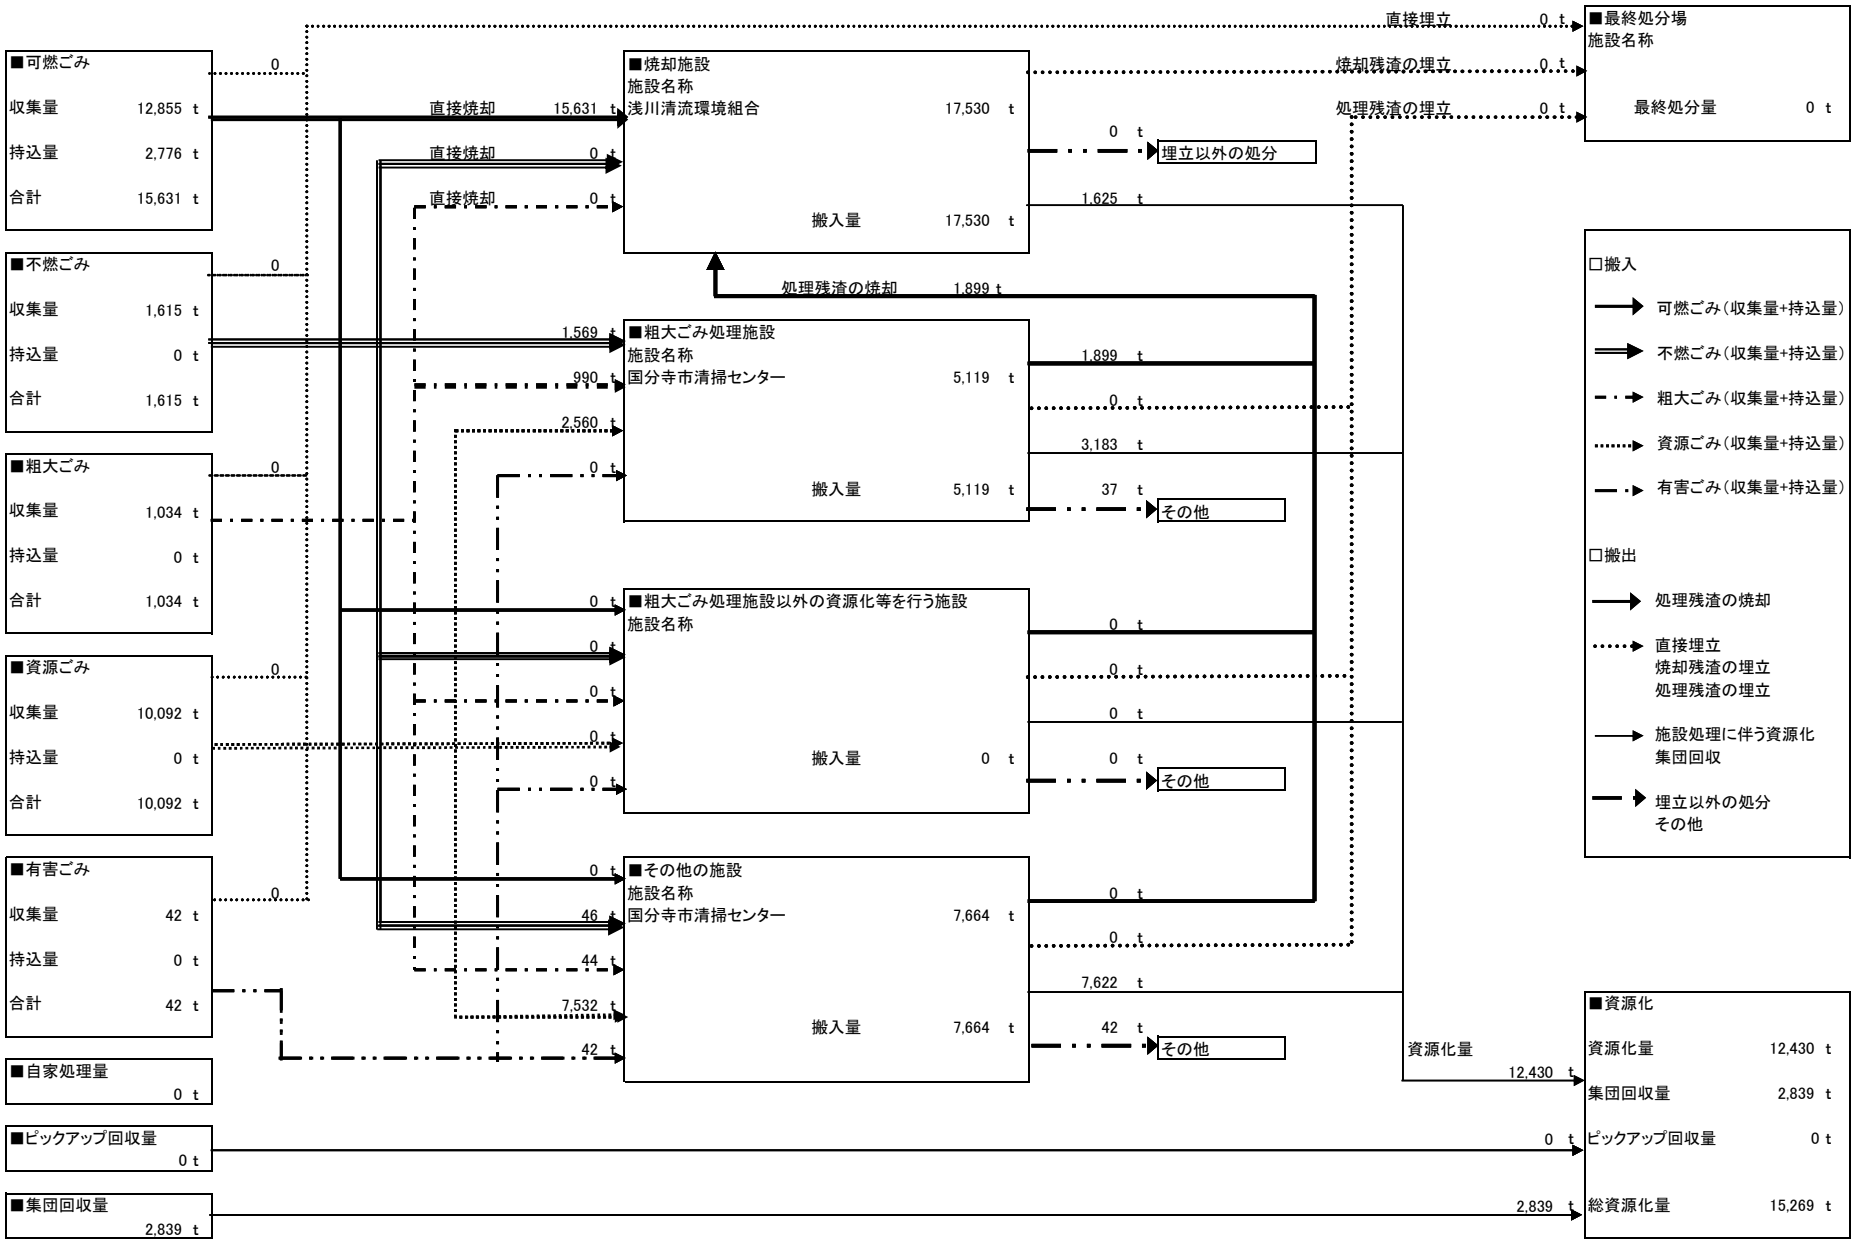 ■可燃ごみ
収集量 12,855 t
持込量 2,776 t
合計 15,631 t
0
■不燃ごみ
収集量 1,615 t
持込量 0 t
合計 1,615 t
0
■粗大ごみ
収集量 1,034 t
持込量 0 t
合計 1,034 t
0
■資源ごみ
収集量 10,092 t
持込量 0 t
合計 10,092 t
0
■有害ごみ
収集量 42 t
持込量 0 t
合計 42 t
0
■自家処理量
0 t
■ピックアップ回収量
0 t
■集団回収量
2,839 t
直接焼却 15,631 t
直接焼却 0 t
直接焼却 0 t
■焼却施設
施設名称
浅川清流環境組合 17,530 t
搬入量 17,530 t
0 t
埋立以外の処分
1,625 t
処理残渣の焼却 1,899 t
1,569 t
990 t
2,560 t
0 t
■粗大ごみ処理施設
施設名称
国分寺市清掃センター 5,119 t
搬入量 5,119 t
1,899 t
0 t
3,183 t
37 t
その他
0 t
0 t
0 t
0 t
0 t
■粗大ごみ処理施設以外の資源化等を行う施設
施設名称
搬入量 0 t
0 t
0 t
0 t
0 t
その他
0 t
46 t
44 t
7,532 t
42 t
■その他の施設
施設名称
国分寺市清掃センター 7,664 t
搬入量 7,664 t
0 t
0 t
7,622 t
42 t
その他
直接埋立 0 t
焼却残渣の埋立 0 t
処理残渣の埋立 0 t
■最終処分場
施設名称
最終処分量 0 t
□搬入
可燃ごみ（収集量+持込量）
不燃ごみ（収集量+持込量）
粗大ごみ（収集量+持込量）
資源ごみ（収集量+持込量）
有害ごみ（収集量+持込量）
□搬出
処理残渣の焼却
直接埋立
焼却残渣の埋立
処理残渣の埋立
施設処理に伴う資源化
集団回収
埋立以外の処分
その他
資源化量
12,430 t
0 t
2,839 t
■資源化
資源化量 12,430 t
集団回収量 2,839 t
ピックアップ回収量 0 t
総資源化量 15,269 t